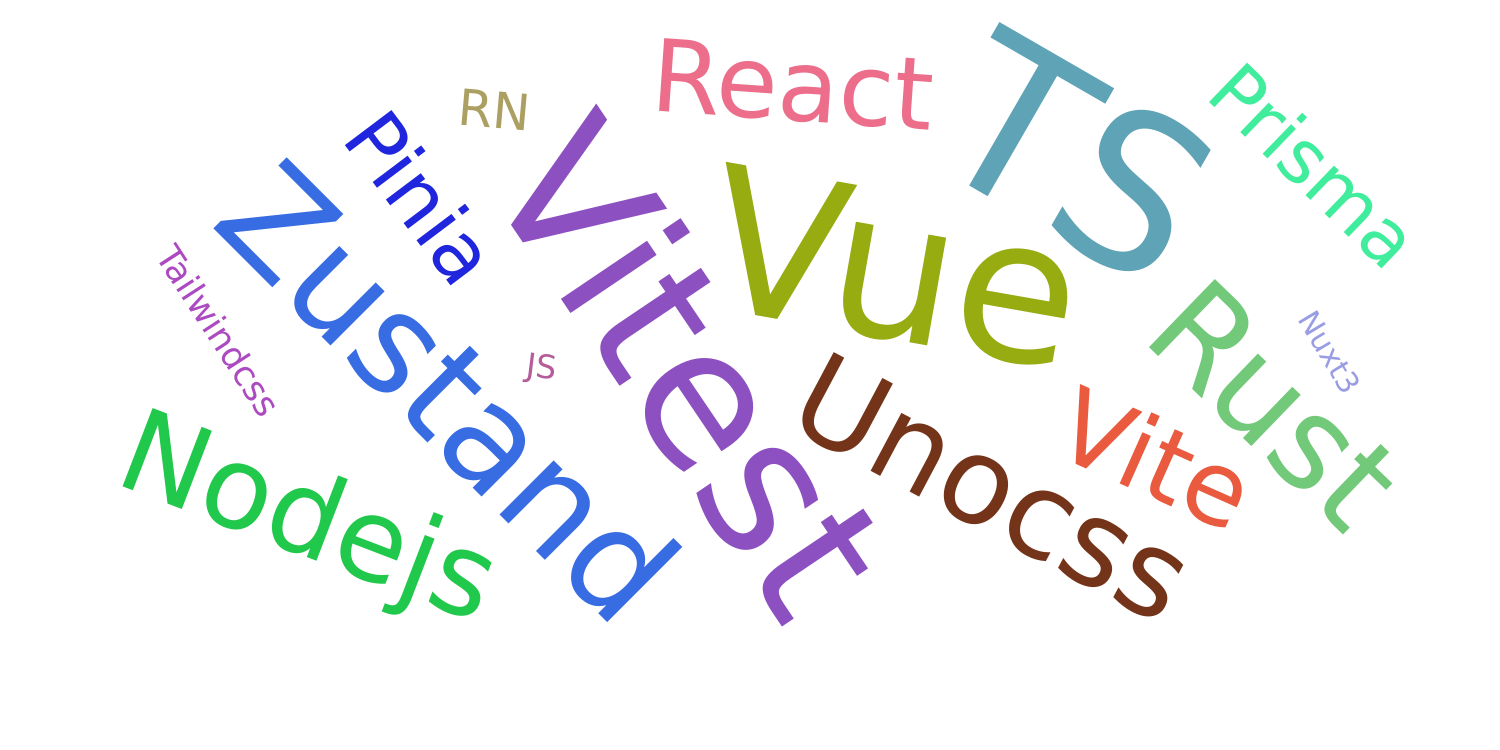 React
TS
Prisma
RN
Pinia
Vitest
Vue
Zustand
Tailwindcss
JS
Rust
Nuxt3
Unocss
Vite
Nodejs